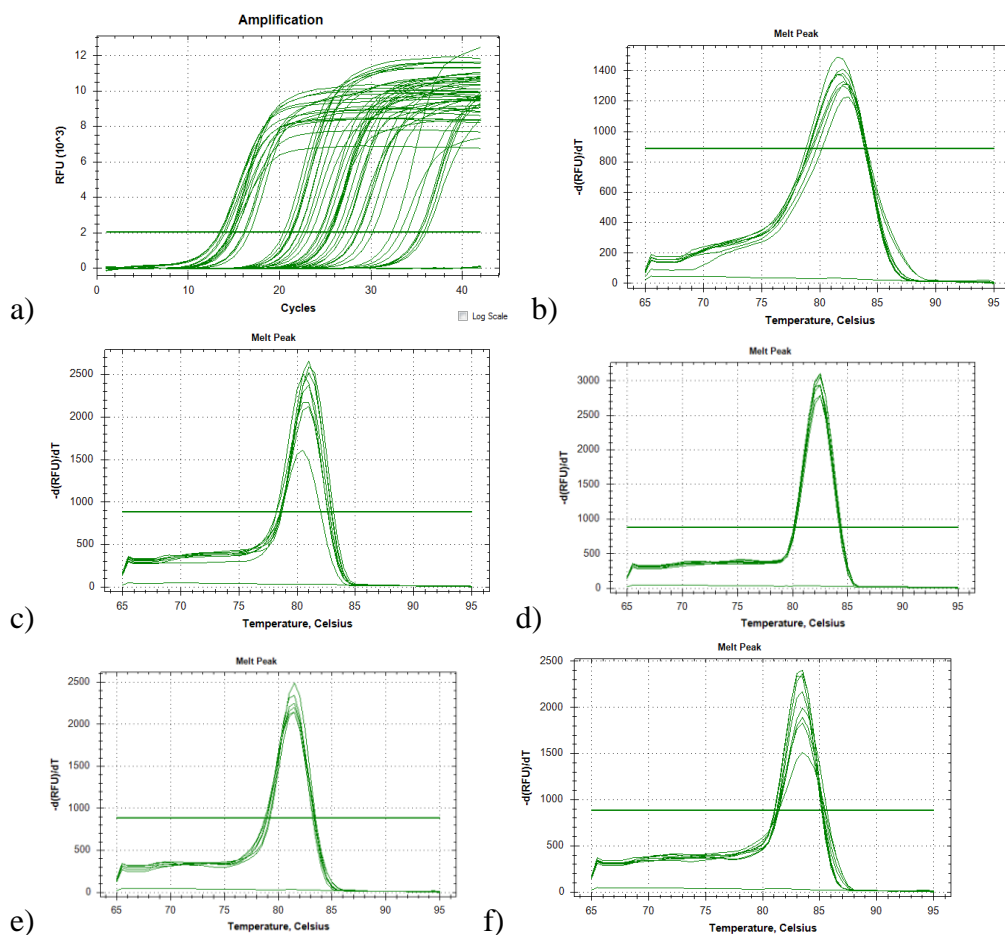 Amplification
12
10
8
6
4
2
0
RFU (10^3)
0 10 20 30 40
Cycles
Log Scale
a)
Melt Peak
1400
1200
1000
800
600
400
200
0
-d(RFU)/dT
65 70 75 80 85 90 95
Temperature, Celsius
b)
Melt Peak
2500
2000
1500
1000
500
0
-d(RFU)/dT
65 70 75 80 85 90 95
Temperature, Celsius
c)
Melt Peak
3000
2500
2000
1500
1000
500
0
-d(RFU)/dT
65 70 75 80 85 90 95
Temperature, Celsius
d)
Melt Peak
2500
2000
1500
1000
500
0
-d(RFU)/dT
65 70 75 80 85 90 95
Temperature, Celsius
e)
Melt Peak
2500
2000
1500
1000
500
0
-d(RFU)/dT
65 70 75 80 85 90 95
Temperature, Celsius
f)